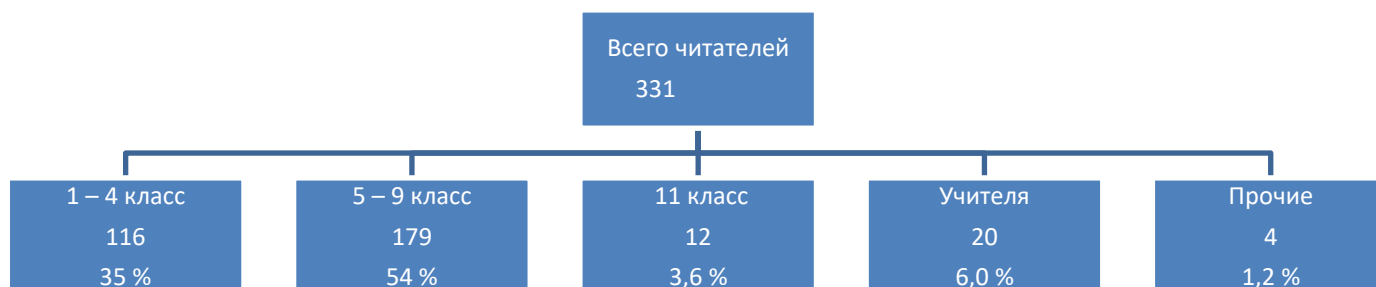 Всего читателей
331
1 – 4 класс
116
35 %
5 – 9 класс
179
54 %
11 класс
12
3,6 %
Учителя
20
6,0 %
Прочие
4
1,2 %